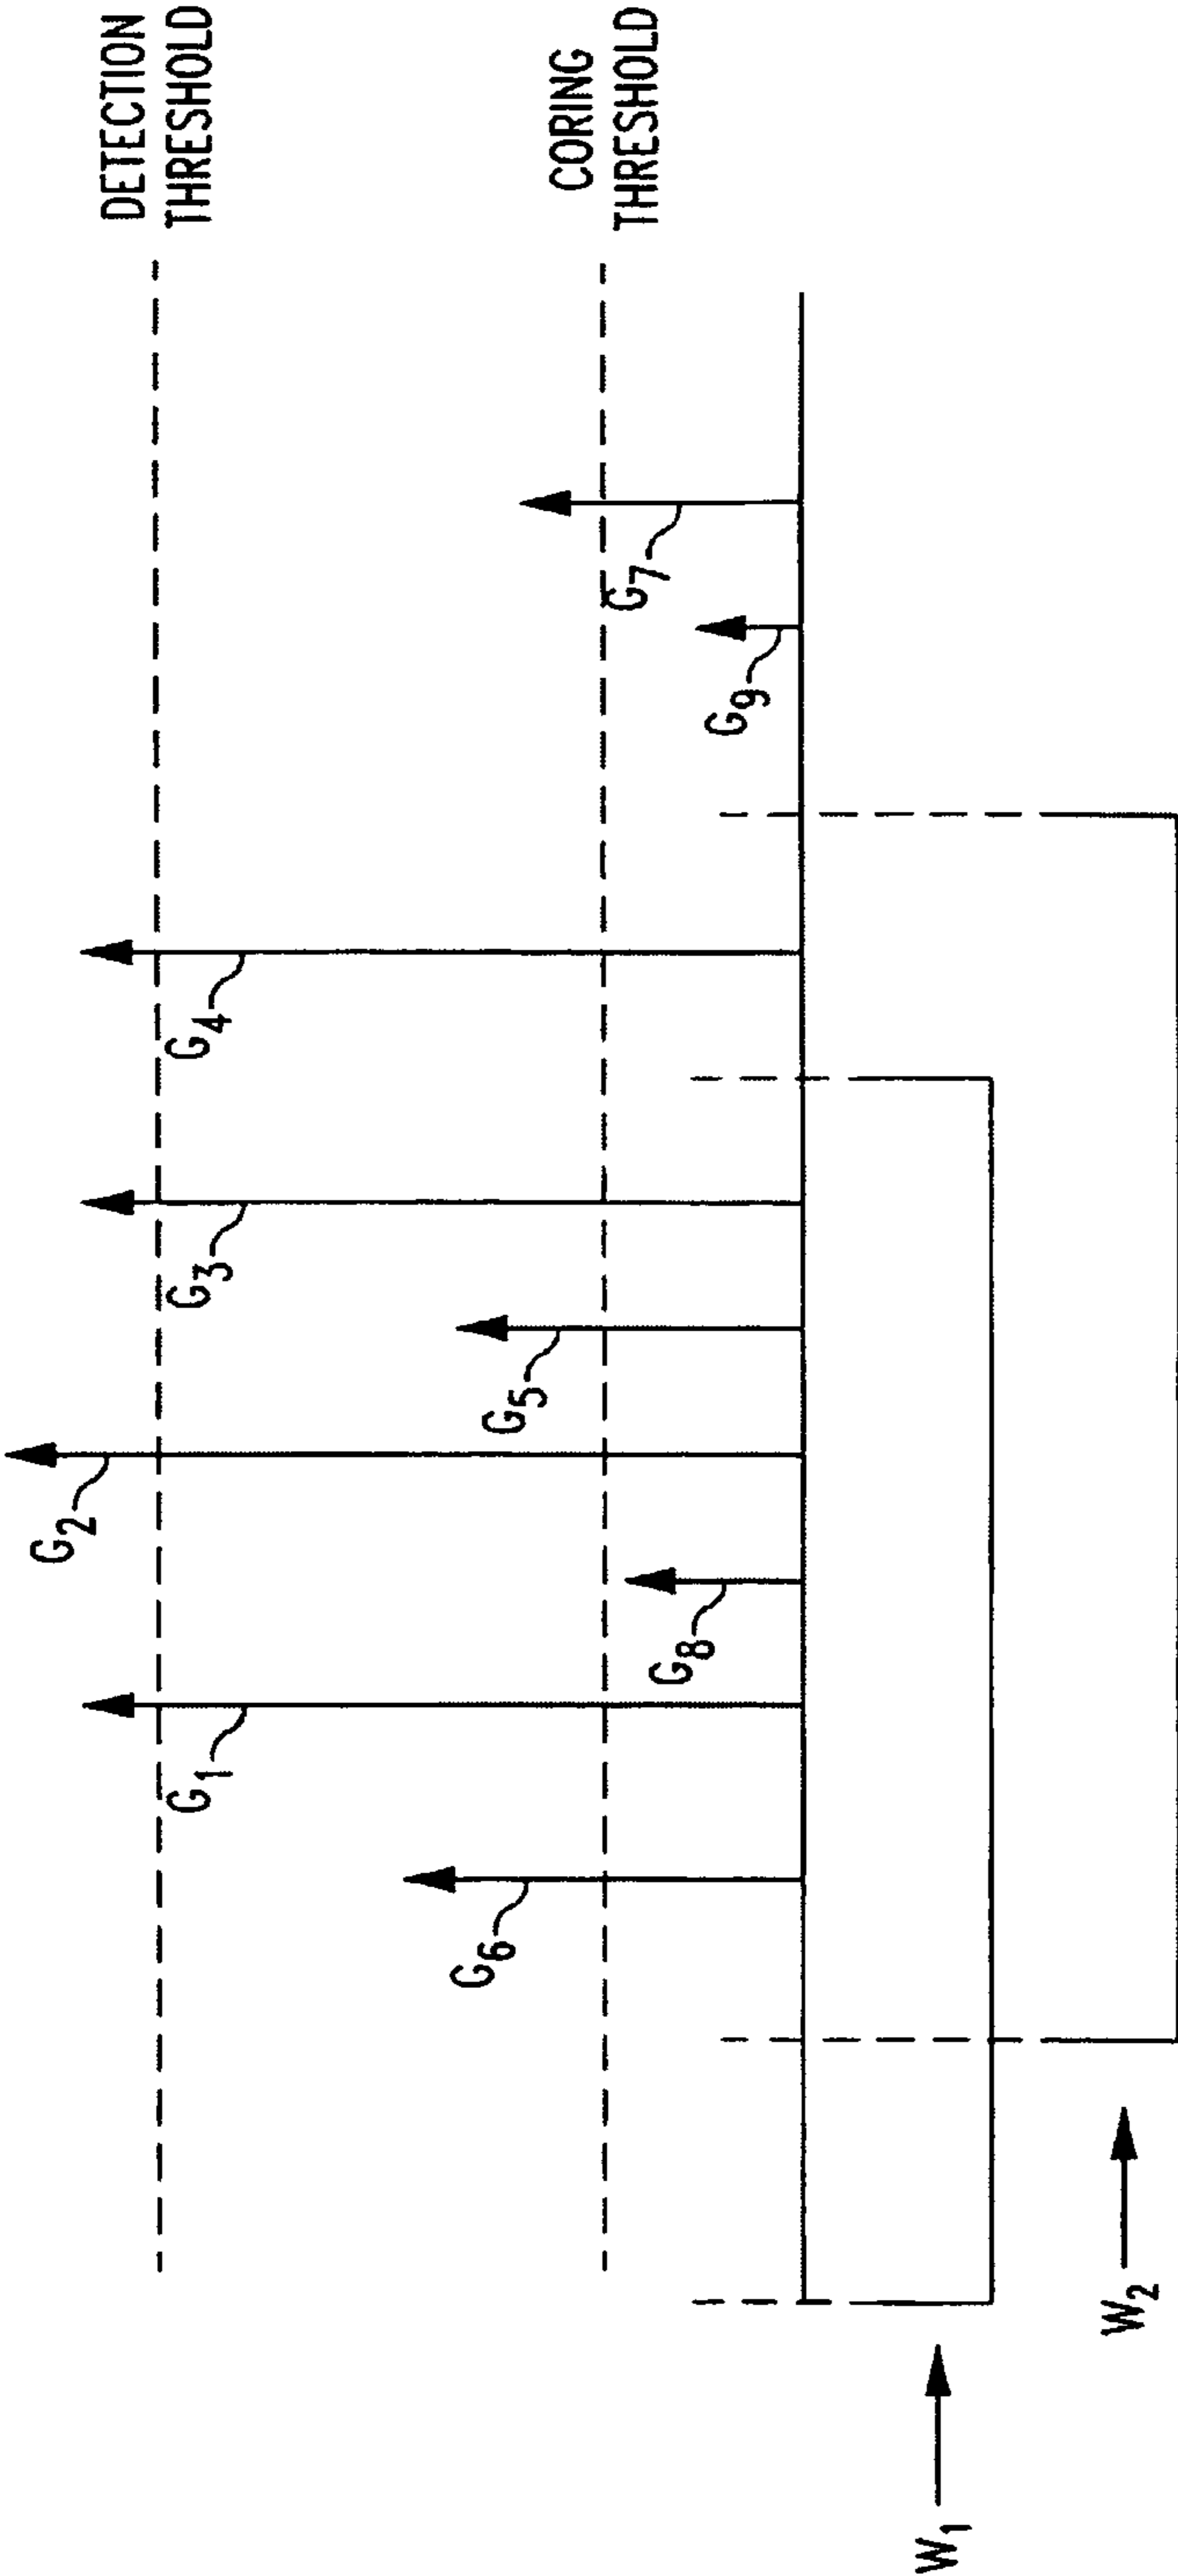 DETECTION
THRESHOLD
CORING
THRESHOLD
G2
G1
G3
G4
G6
G5
G8
G7
G9
W1
W2